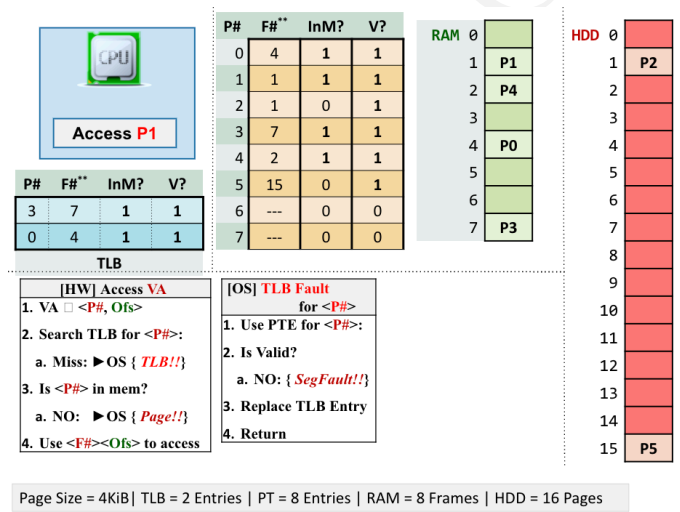 CPU
Access P1
P# F#** InM? V?
3 7 1 1
0 4 1 1
TLB
P# F#** InM? V?
0 4 1 1
1 1 1 1
2 1 0 1
3 7 1 1
4 2 1 1
5 15 0 1
6 --- 0 0
7 --- 0 0
RAM 0
1 P1
2 P4
3
4 P0
5
6
7 P3
HDD 0
1 P2
2
3
4
5
6
7
8
9
10
11
12
13
14
15 P5
[HW] Access VA
1. VA □ <P#, Ofs>
2. Search TLB for <P#>:
a. Miss: ►OS { TLB!!}
3. Is <P#> in mem?
a. NO: ►OS { Page!!}
4. Use <F#><Ofs> to access
[OS] TLB Fault
for <P#>
1. Use PTE for <P#>:
2. Is Valid?
a. NO: { SegFault!!}
3. Replace TLB Entry
4. Return
Page Size = 4KiB| TLB = 2 Entries | PT = 8 Entries | RAM = 8 Frames | HDD = 16 Pages